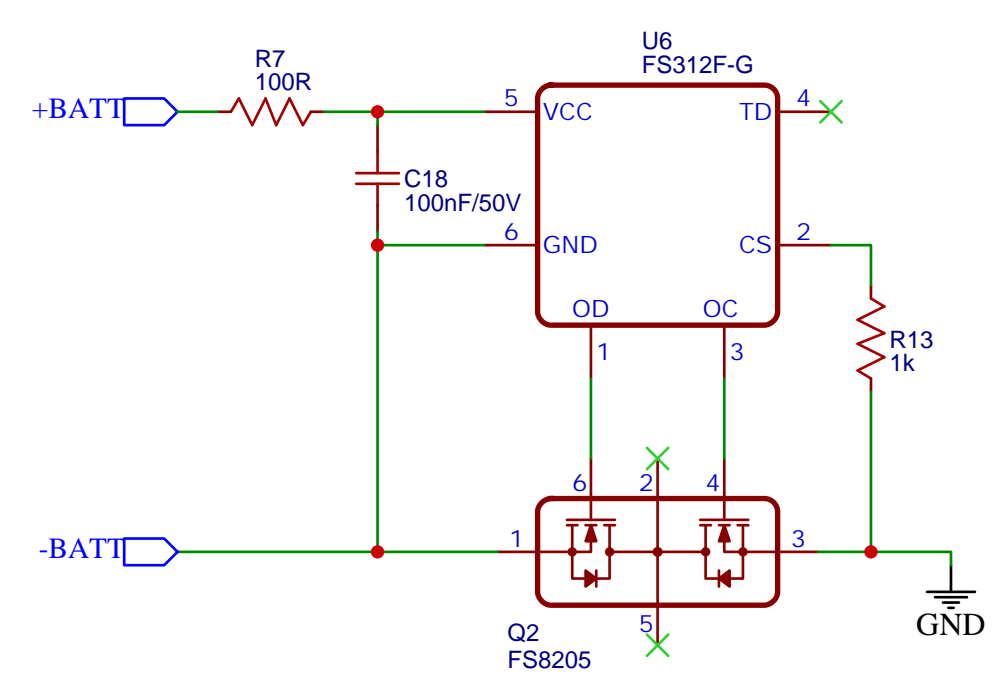 U6
FS312F-G
R7
100R
+BATT
5
VCC
TD
4
C18
100nF/50V
6
GND
CS
2
OD
OC
1
3
R13
1k
6
2
4
-BATT
1
3
5
GND
Q2
FS8205